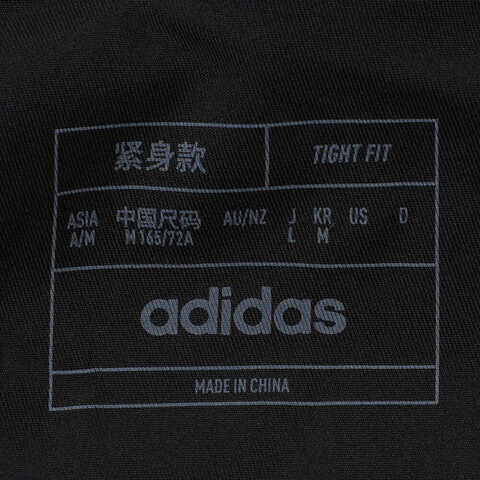 紧身款 TIGHT FIT
ASIA 中国尺码 AU/NZ J KR US D
A/M M 165/72A L M
adidas
MADE IN CHINA